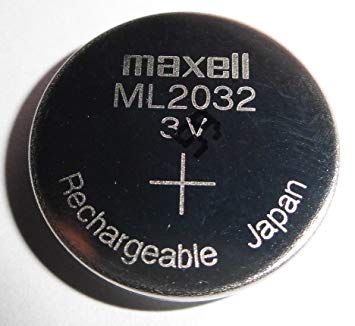 maxell
ML2032
3V
+
Rechargeable Japan